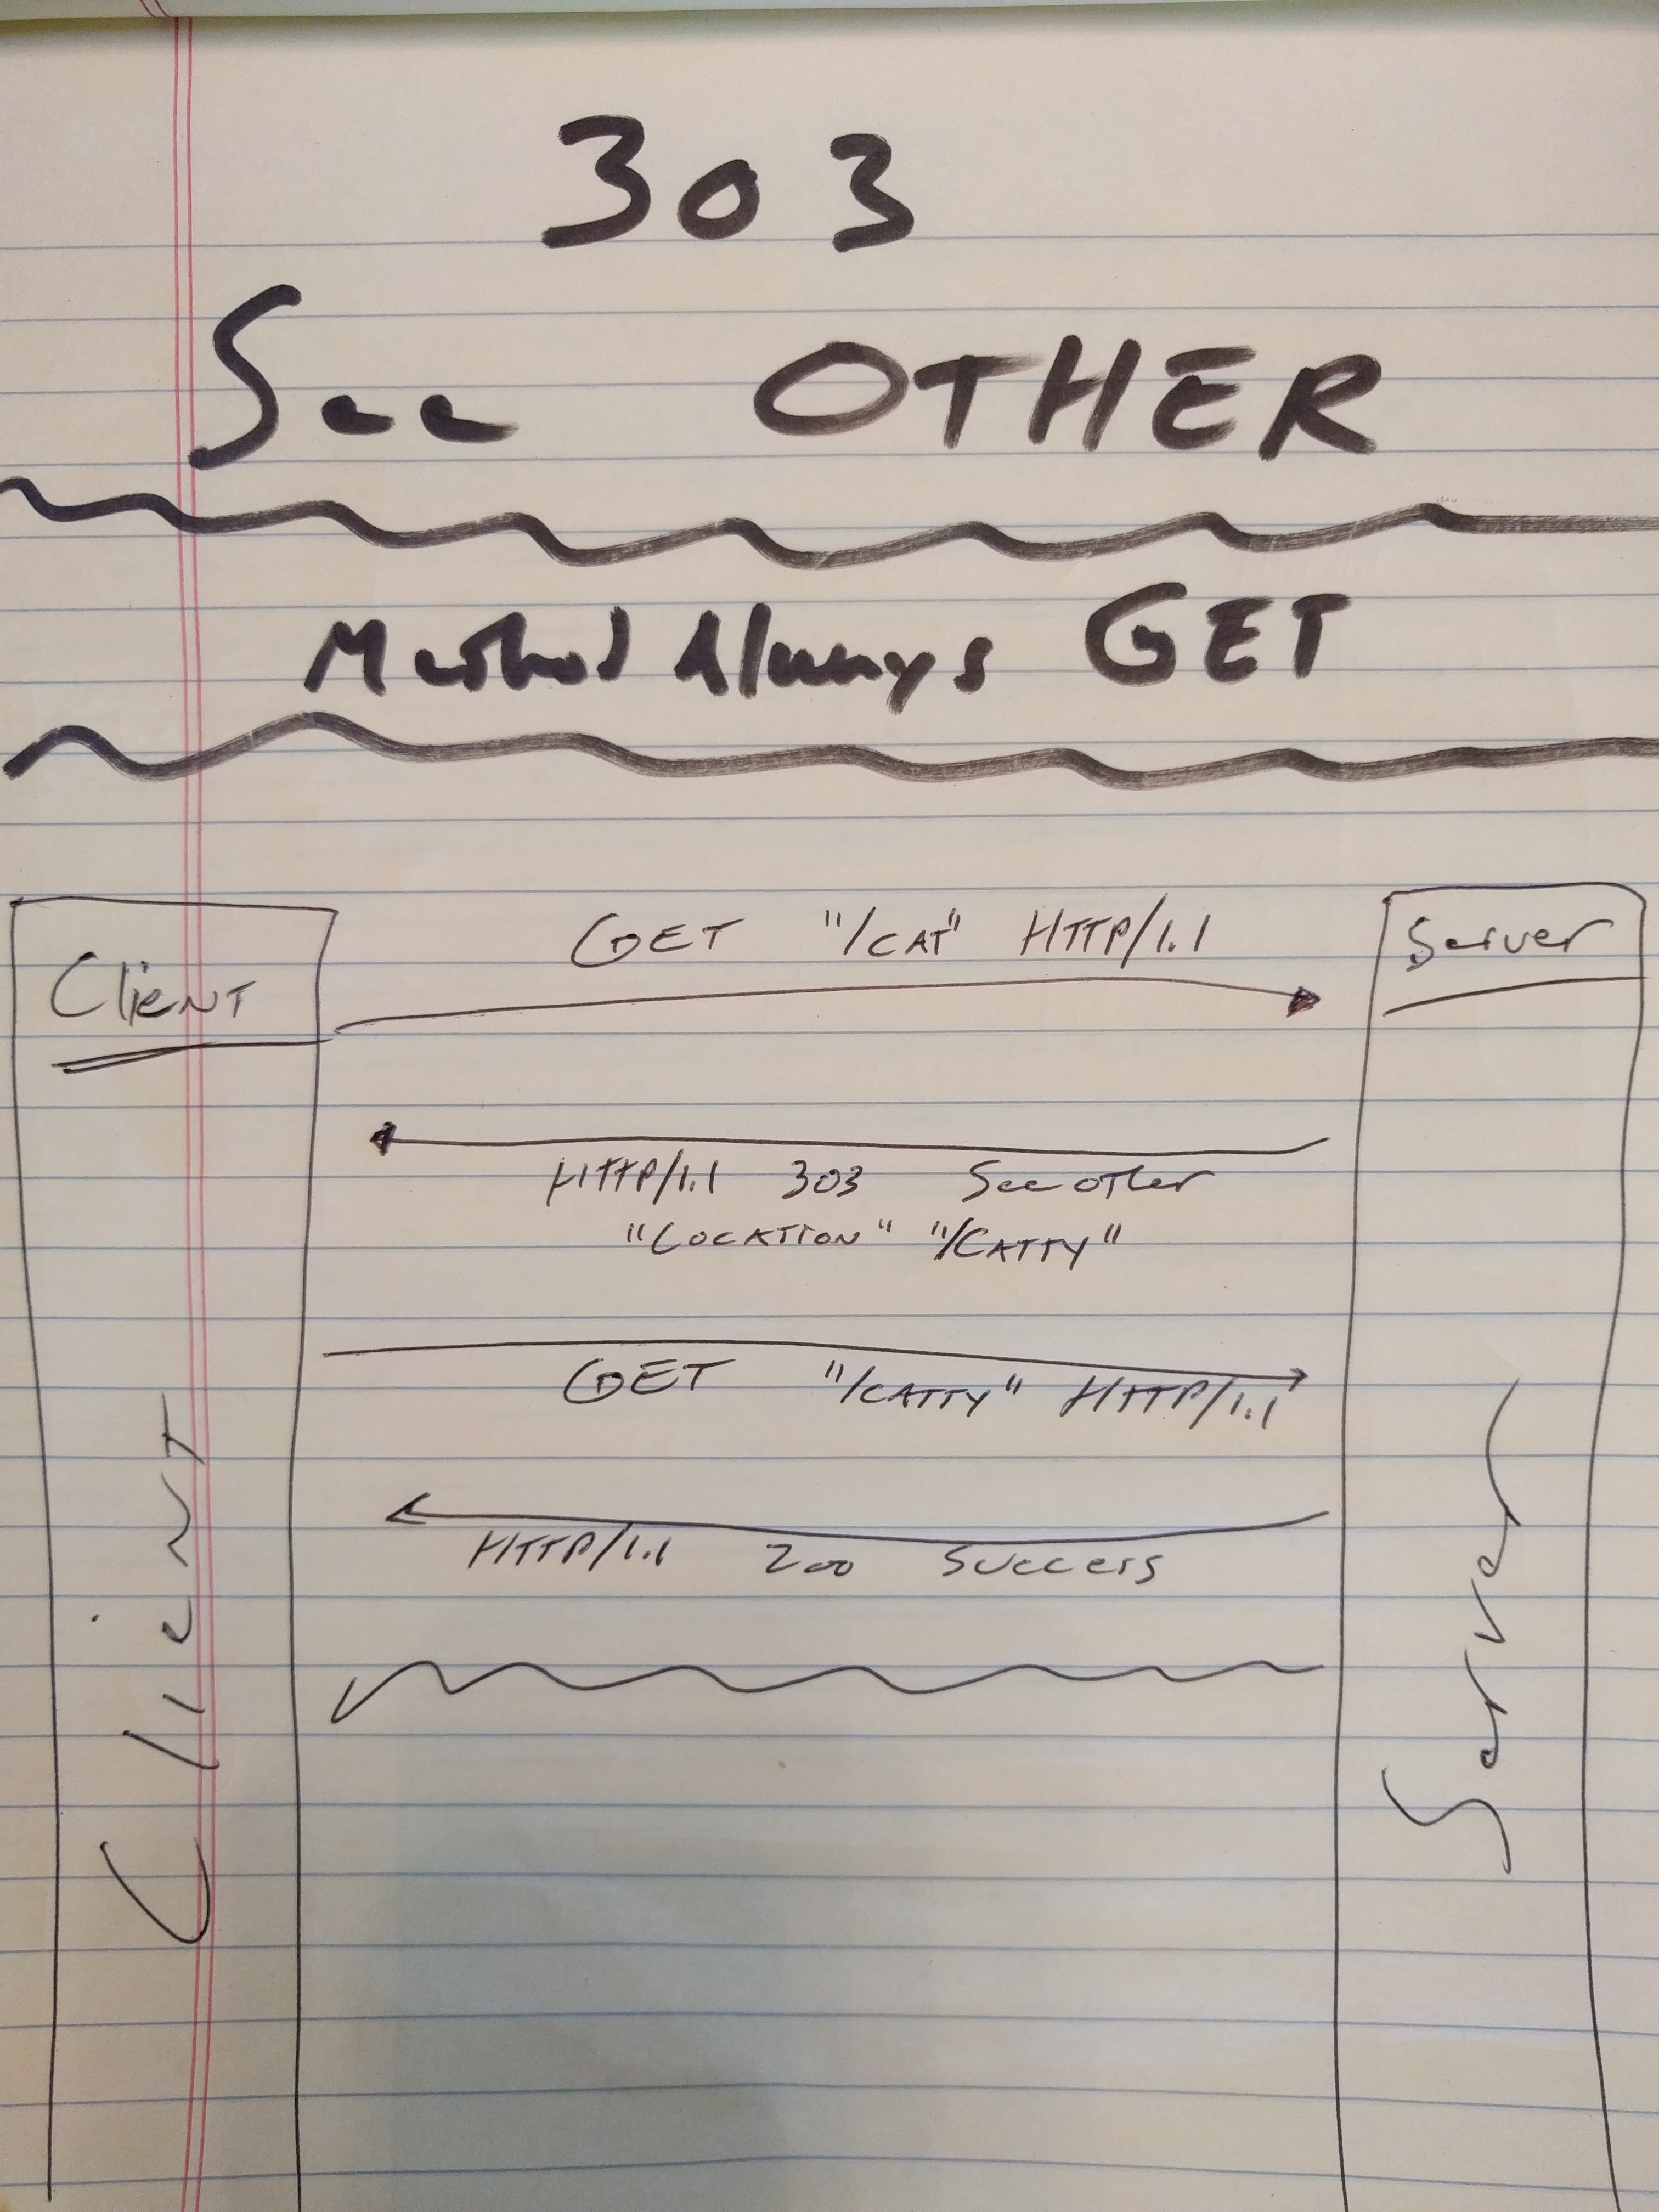 303
See OTHER
Method Always GET
Client
GET "/CAT" HTTP/1.1
Server
HTTP/1.1 303 See other
"LOCATION" "/CATTY"
GET "/CATTY" HTTP/1.1
HTTP/1.1 200 Success
Client
Server